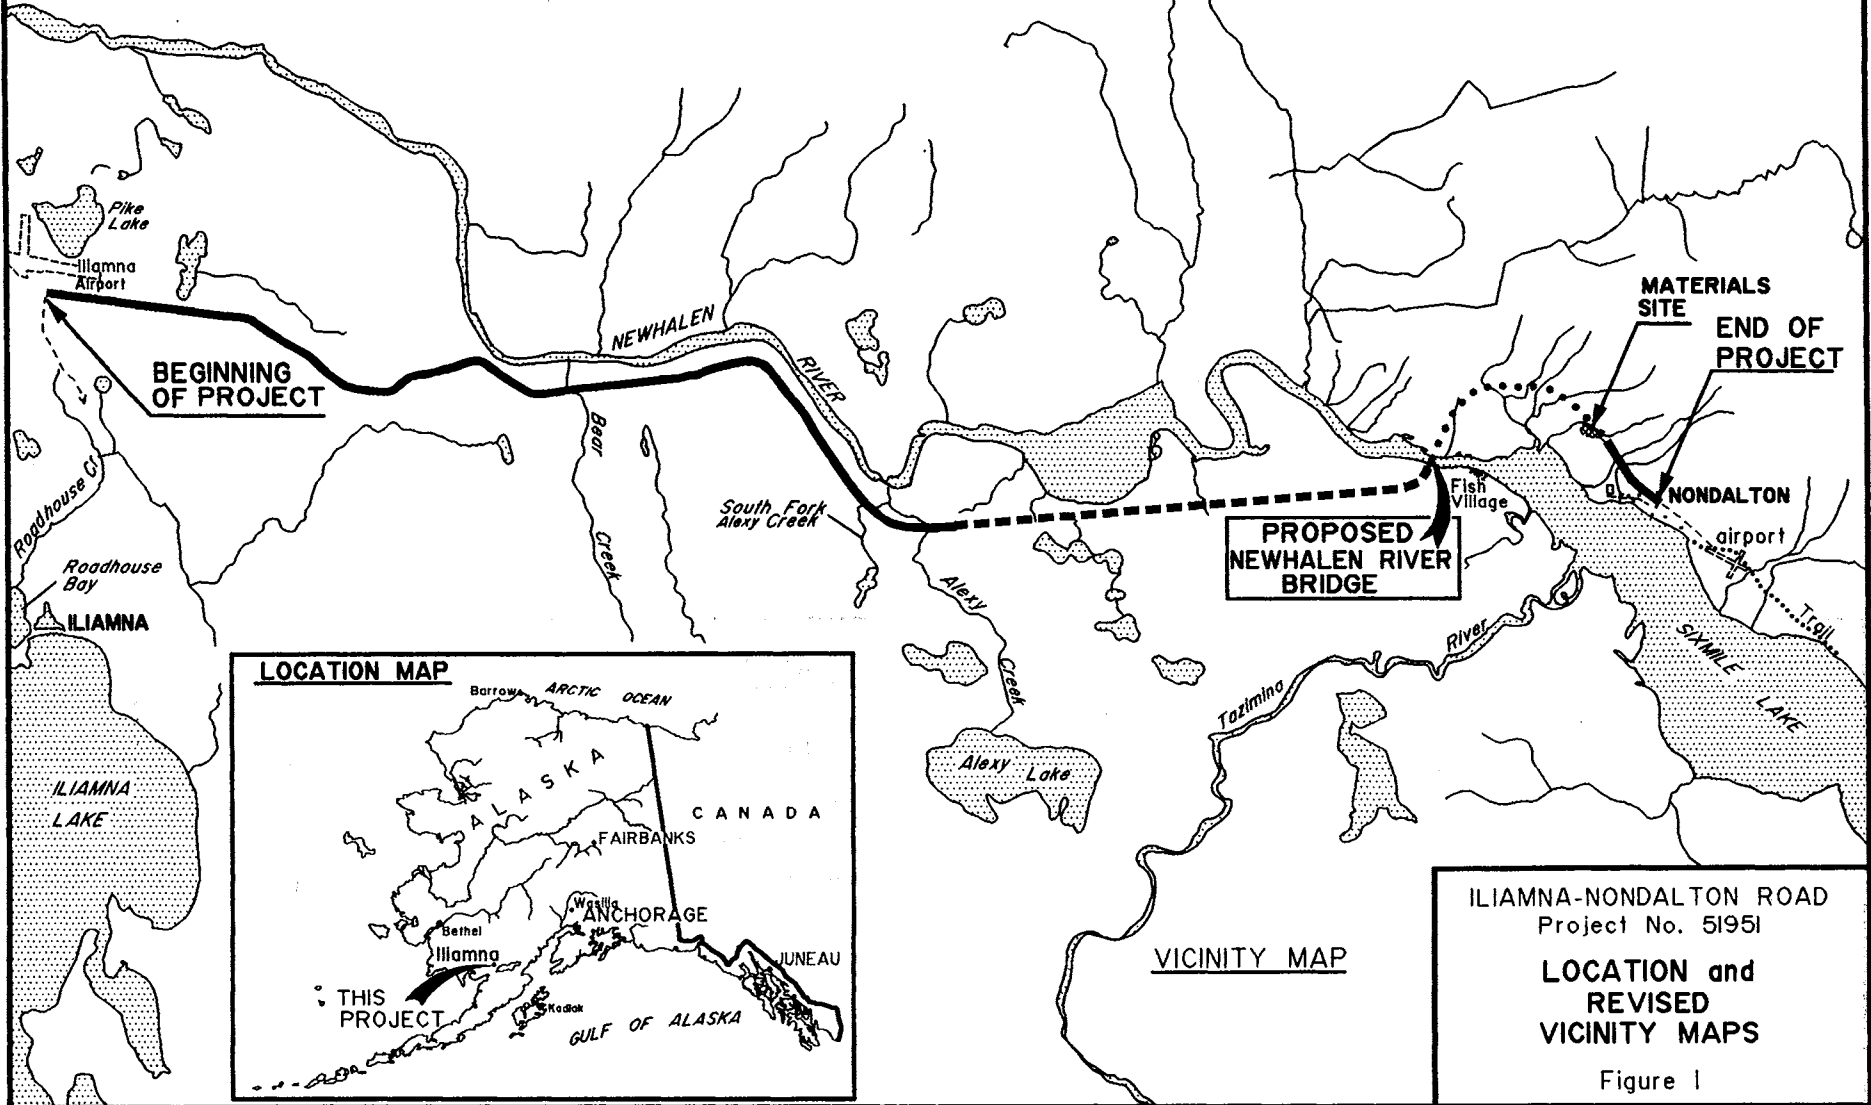 Pike
Lake
Iliamna
Airport
BEGINNING
OF PROJECT
NEWHALEN
RIVER
MATERIALS
SITE
END OF
PROJECT
Bear
Creek
South Fork
Alexy Creek
Roadhouse Cr
Roadhouse
Bay
ILIAMNA
Fish
Village
NONDALTON
airport
PROPOSED
NEWHALEN RIVER
BRIDGE
Alexy
Creek
Trail
SIXMILE
LAKE
Tazimina
River
Alexy Lake
ILIAMNA
LAKE
LOCATION MAP
Barrow
ARCTIC OCEAN
ALASKA
CANADA
FAIRBANKS
Wasilla
ANCHORAGE
Bethel
Iliamna
JUNEAU
THIS
PROJECT
Kodiak
GULF OF ALASKA
VICINITY MAP
ILIAMNA-NONDALTON ROAD
Project No. 51951
LOCATION and
REVISED
VICINITY MAPS
Figure 1